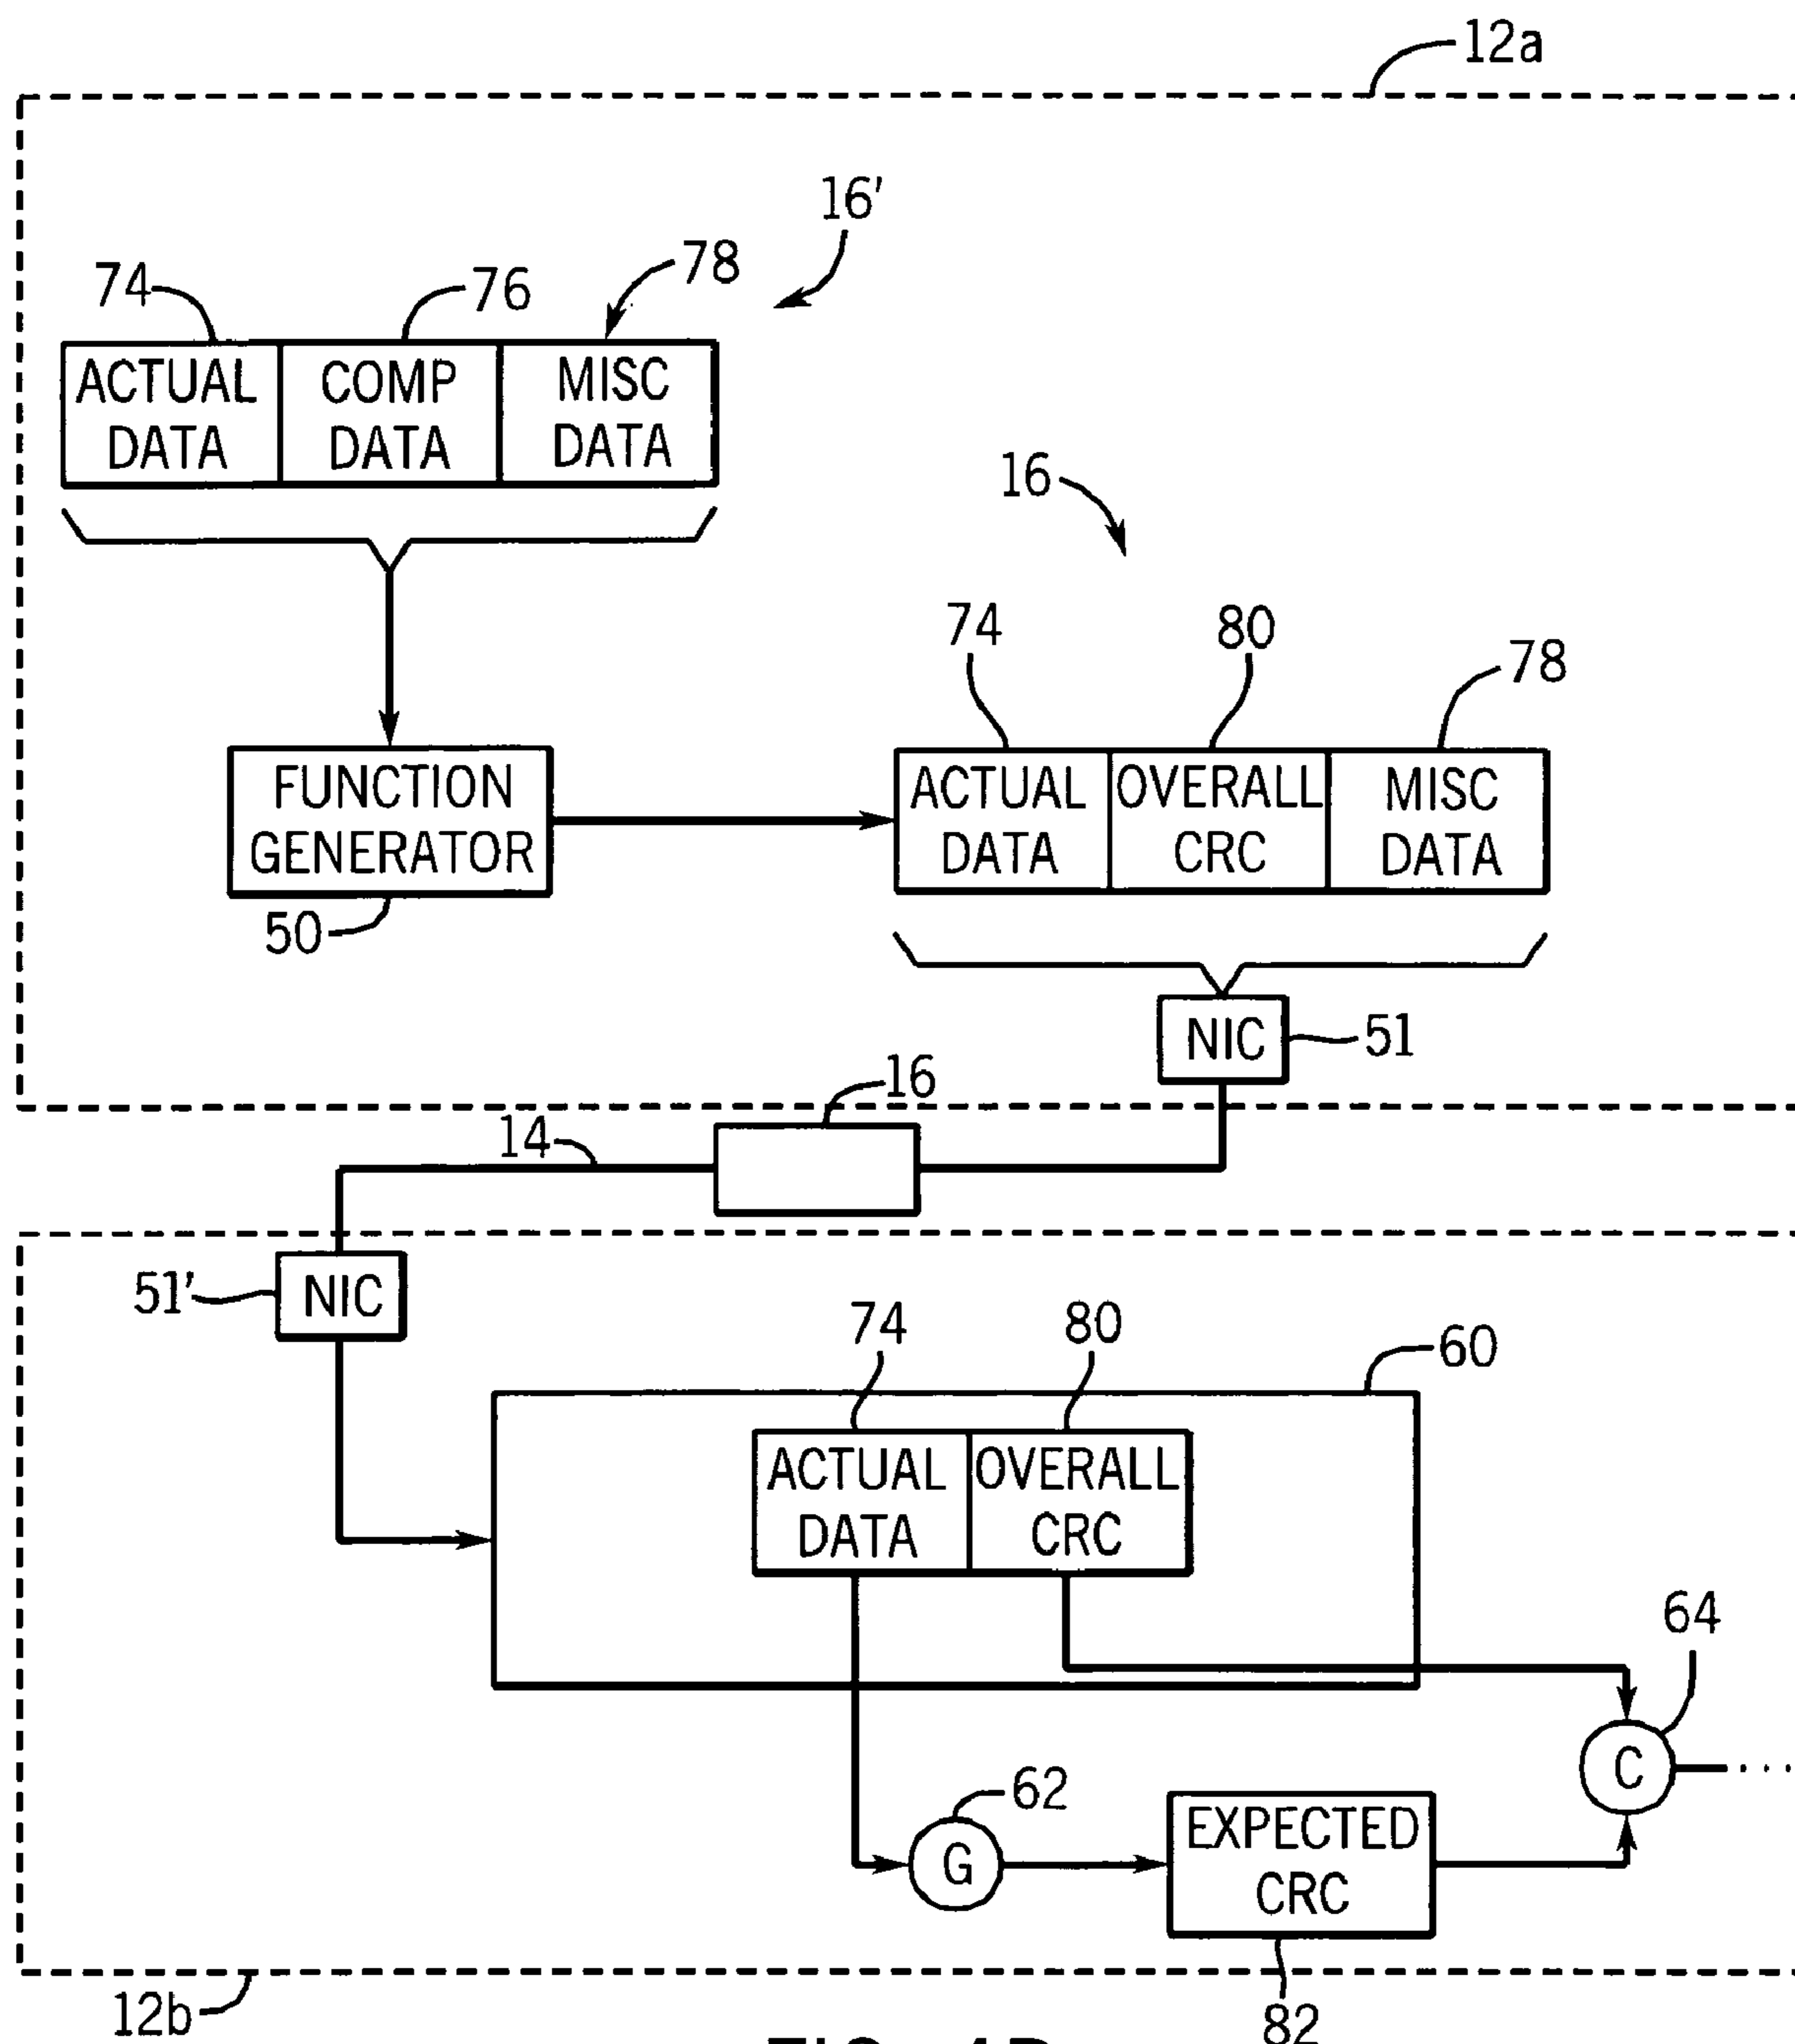 12a
16'
74
76
78
ACTUAL
DATA
COMP
DATA
MISC
DATA
16
74
80
78
FUNCTION
GENERATOR
50
ACTUAL
DATA
OVERALL
CRC
MISC
DATA
NIC
51
16
14
51'
NIC
74
80
60
ACTUAL
DATA
OVERALL
CRC
64
C
62
G
EXPECTED
CRC
12b
82